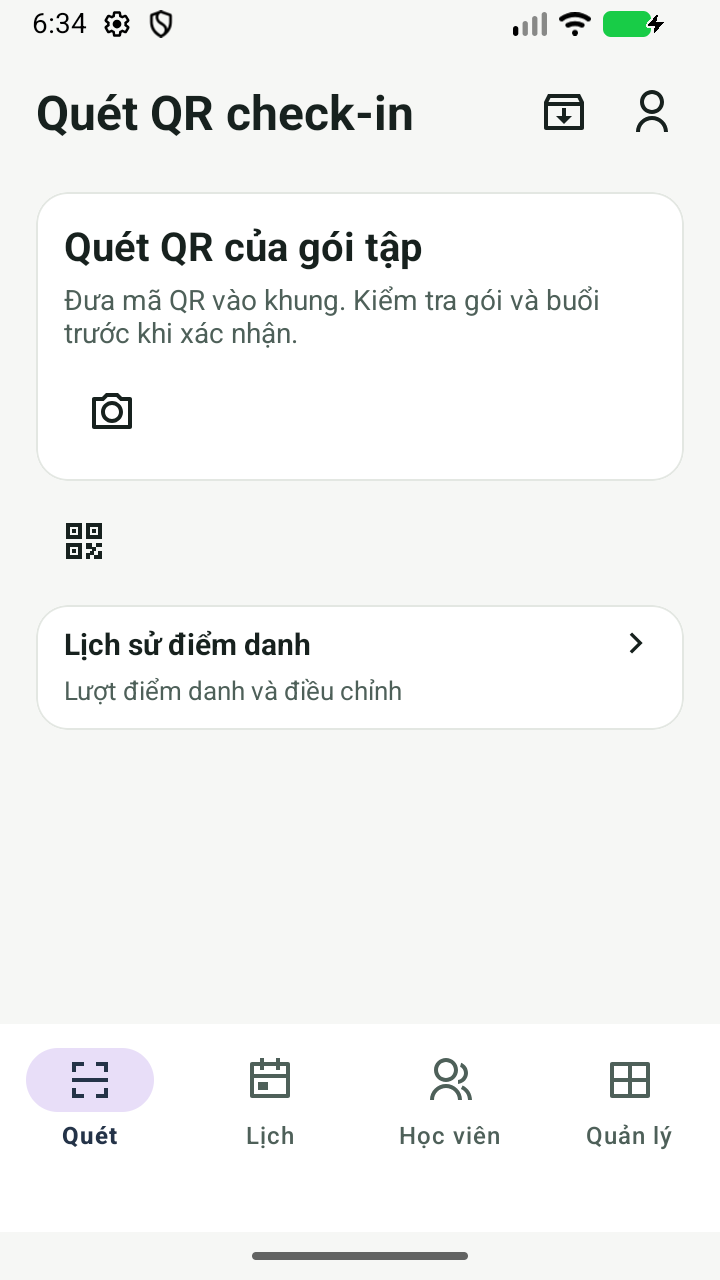 6:34
Quét QR check-in
Quét QR của gói tập
Đưa mã QR vào khung. Kiểm tra gói và buổi
trước khi xác nhận.
Lịch sử điểm danh
Lượt điểm danh và điều chỉnh
Quét
Lịch
Học viên
Quản lý